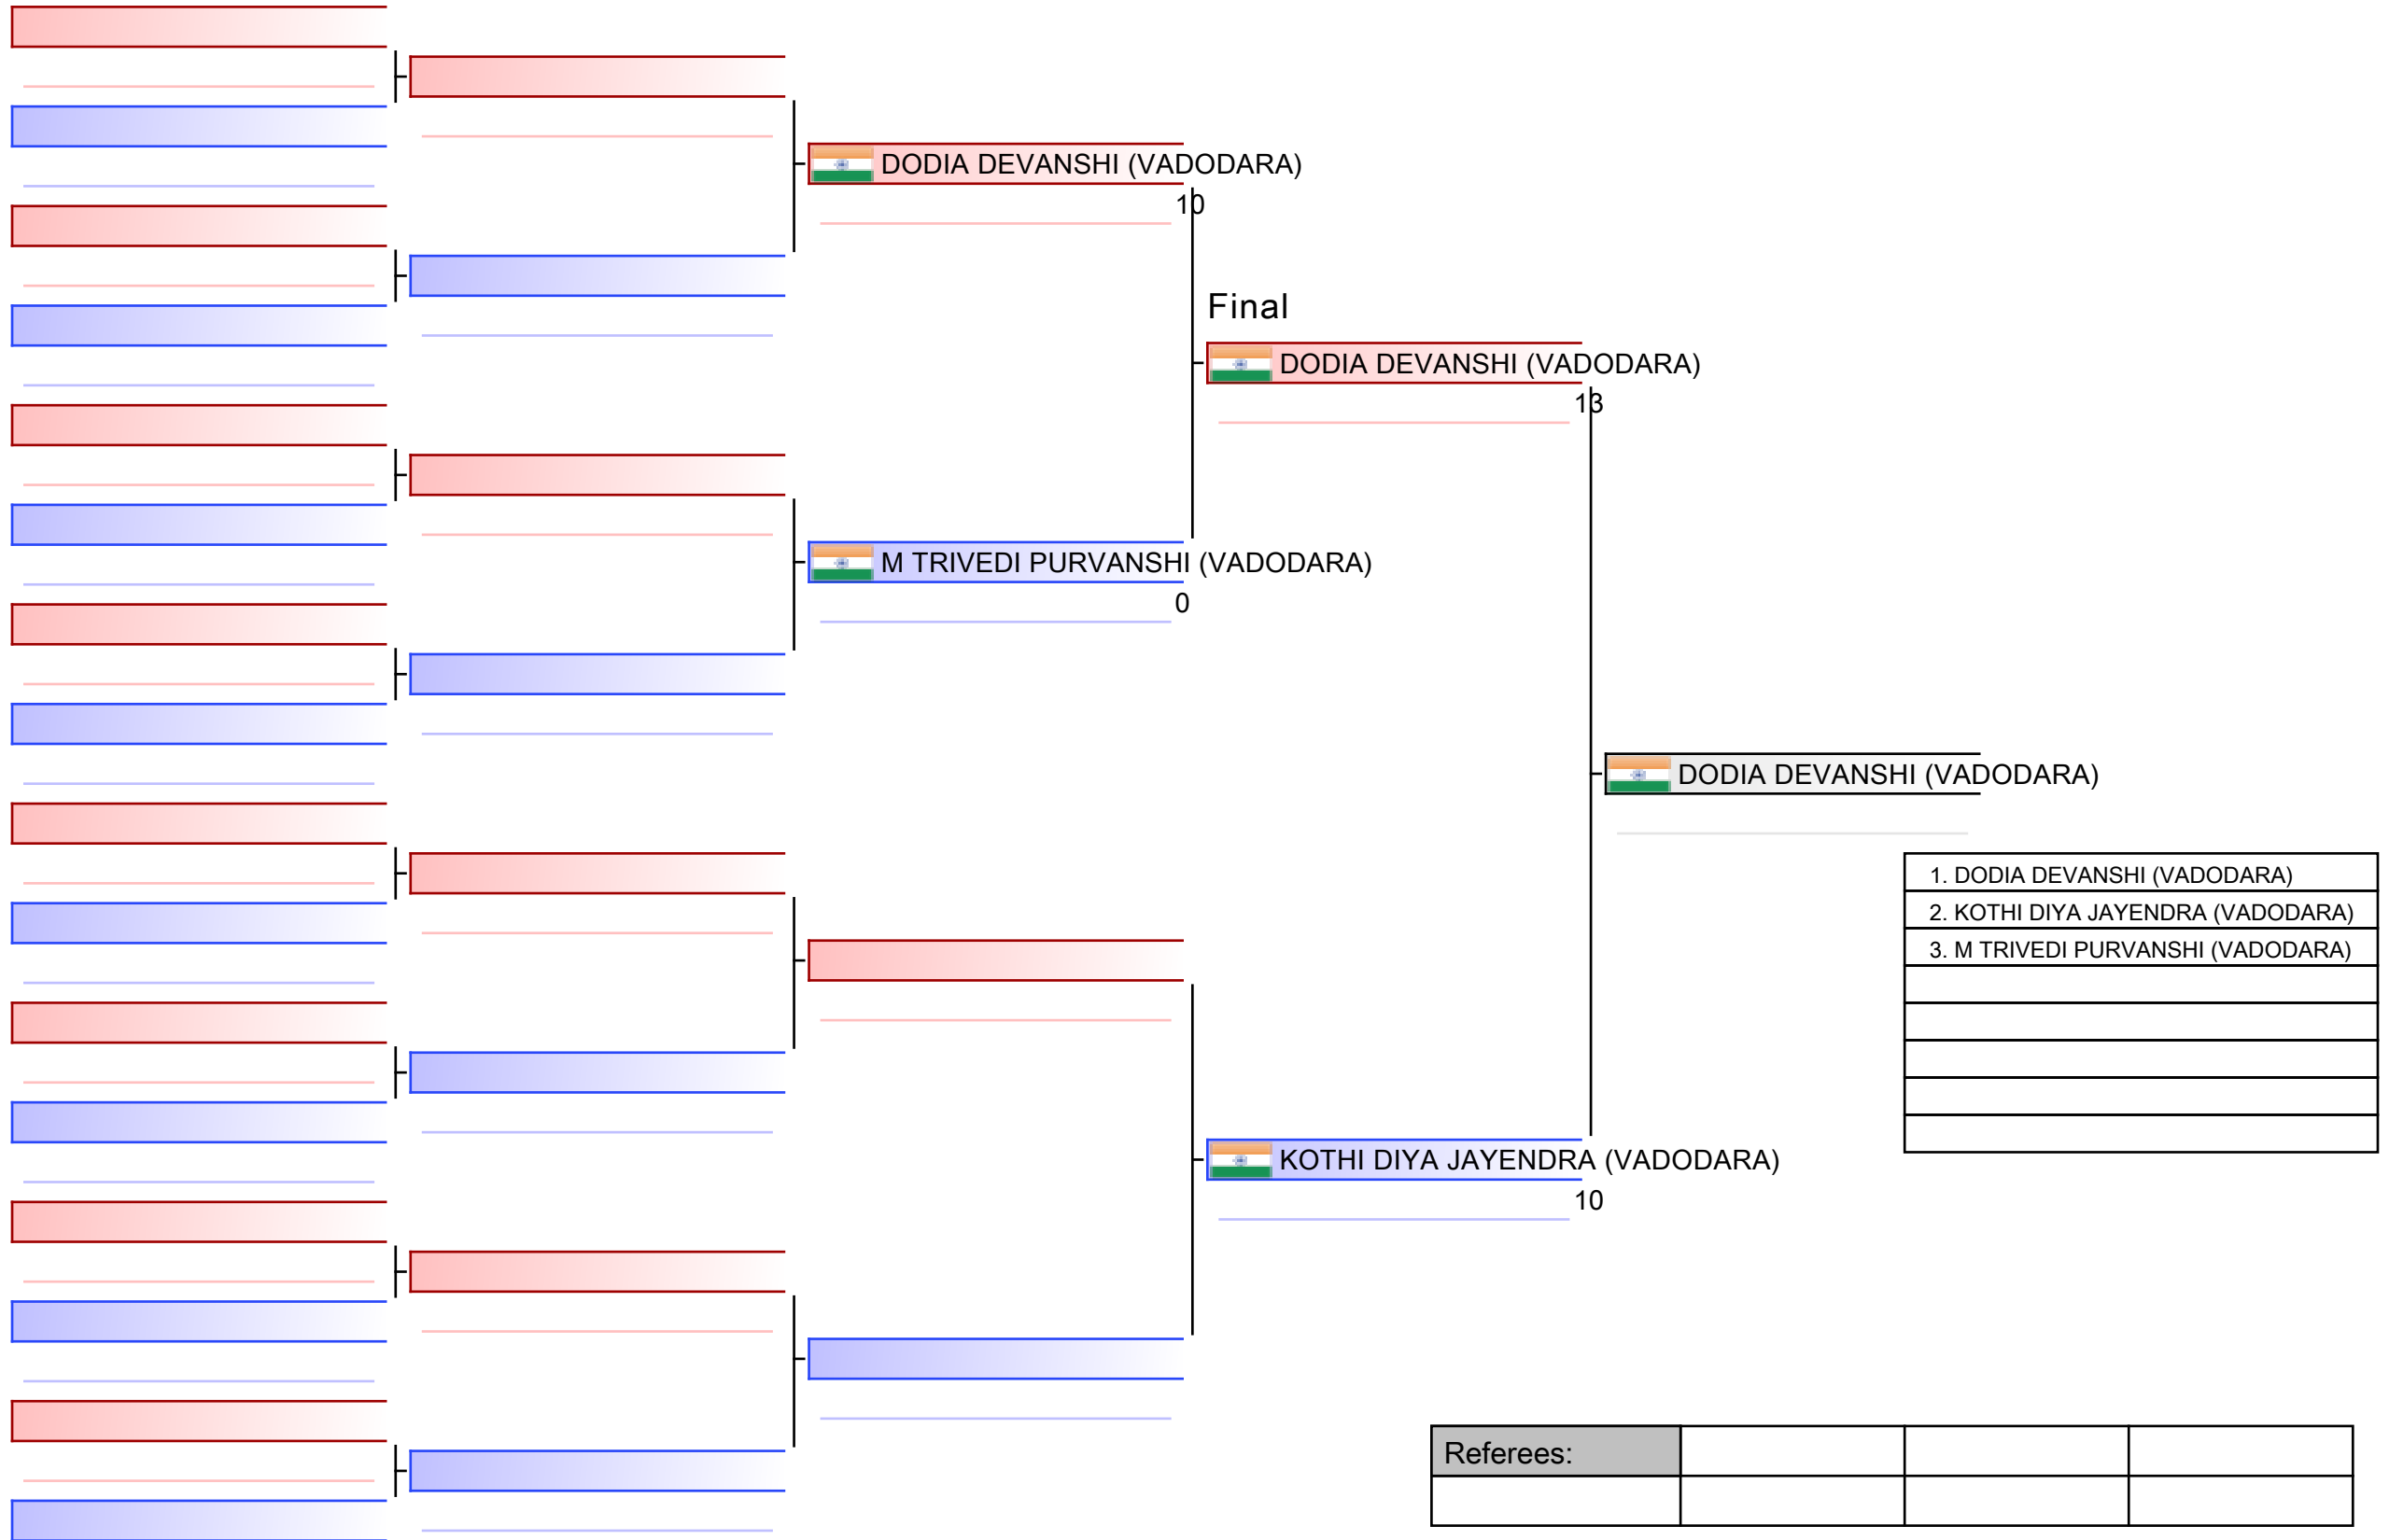 DODIA DEVANSHI (VADODARA)
10
Final
DODIA DEVANSHI (VADODARA)
13
M TRIVEDI PURVANSHI (VADODARA)
0
DODIA DEVANSHI (VADODARA)
1. DODIA DEVANSHI (VADODARA)
2. KOTHI DIYA JAYENDRA (VADODARA)
3. M TRIVEDI PURVANSHI (VADODARA)
KOTHI DIYA JAYENDRA (VADODARA)
10
Referees: